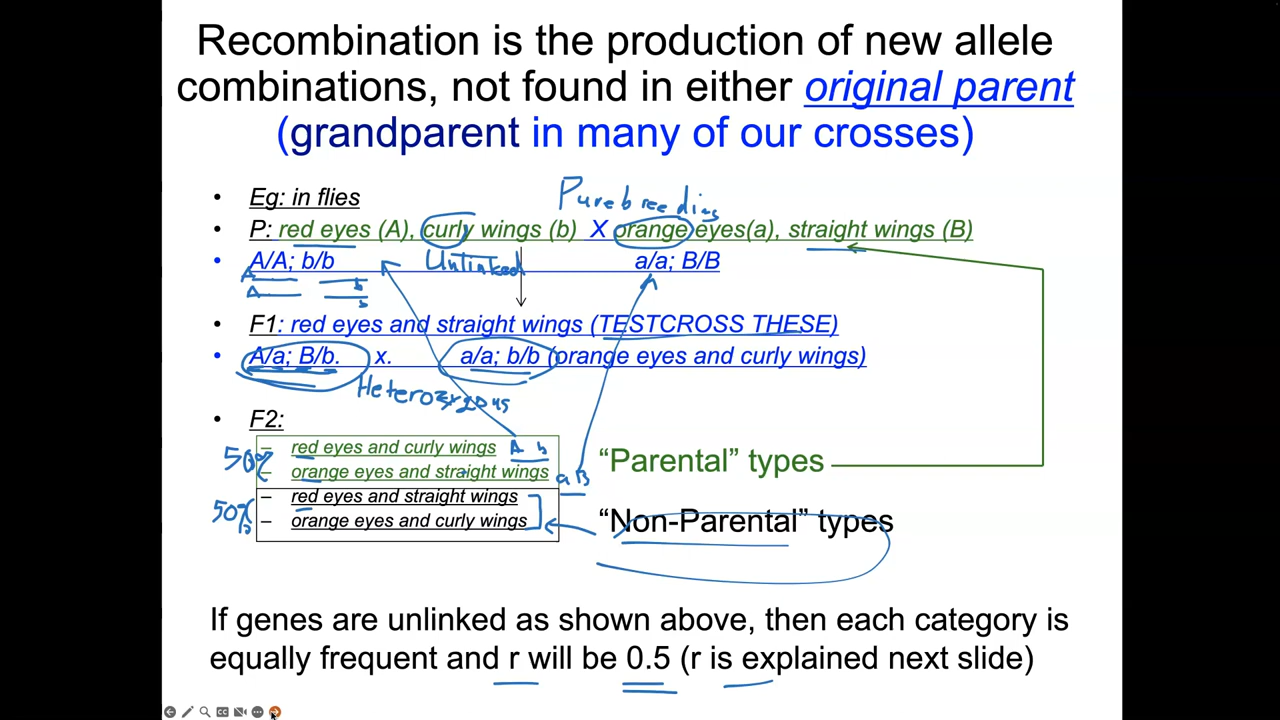 Recombination is the production of new allele
combinations, not found in either original parent
(grandparent in many of our crosses)
• Eg: in flies
Purebreeding
• P: red eyes (A), curly wings (b) X orange eyes(a), straight wings (B)
• A/A; b/b Unlinked a/a; B/B
A b
A b
• F1: red eyes and straight wings (TESTCROSS THESE)
• A/a; B/b. x. a/a; b/b (orange eyes and curly wings)
Heterozygous
• F2:
– red eyes and curly wings A b
50% "Parental" types
– orange eyes and straight wings a B
– red eyes and straight wings
50% "Non-Parental" types
– orange eyes and curly wings
If genes are unlinked as shown above, then each category is
equally frequent and r will be 0.5 (r is explained next slide)